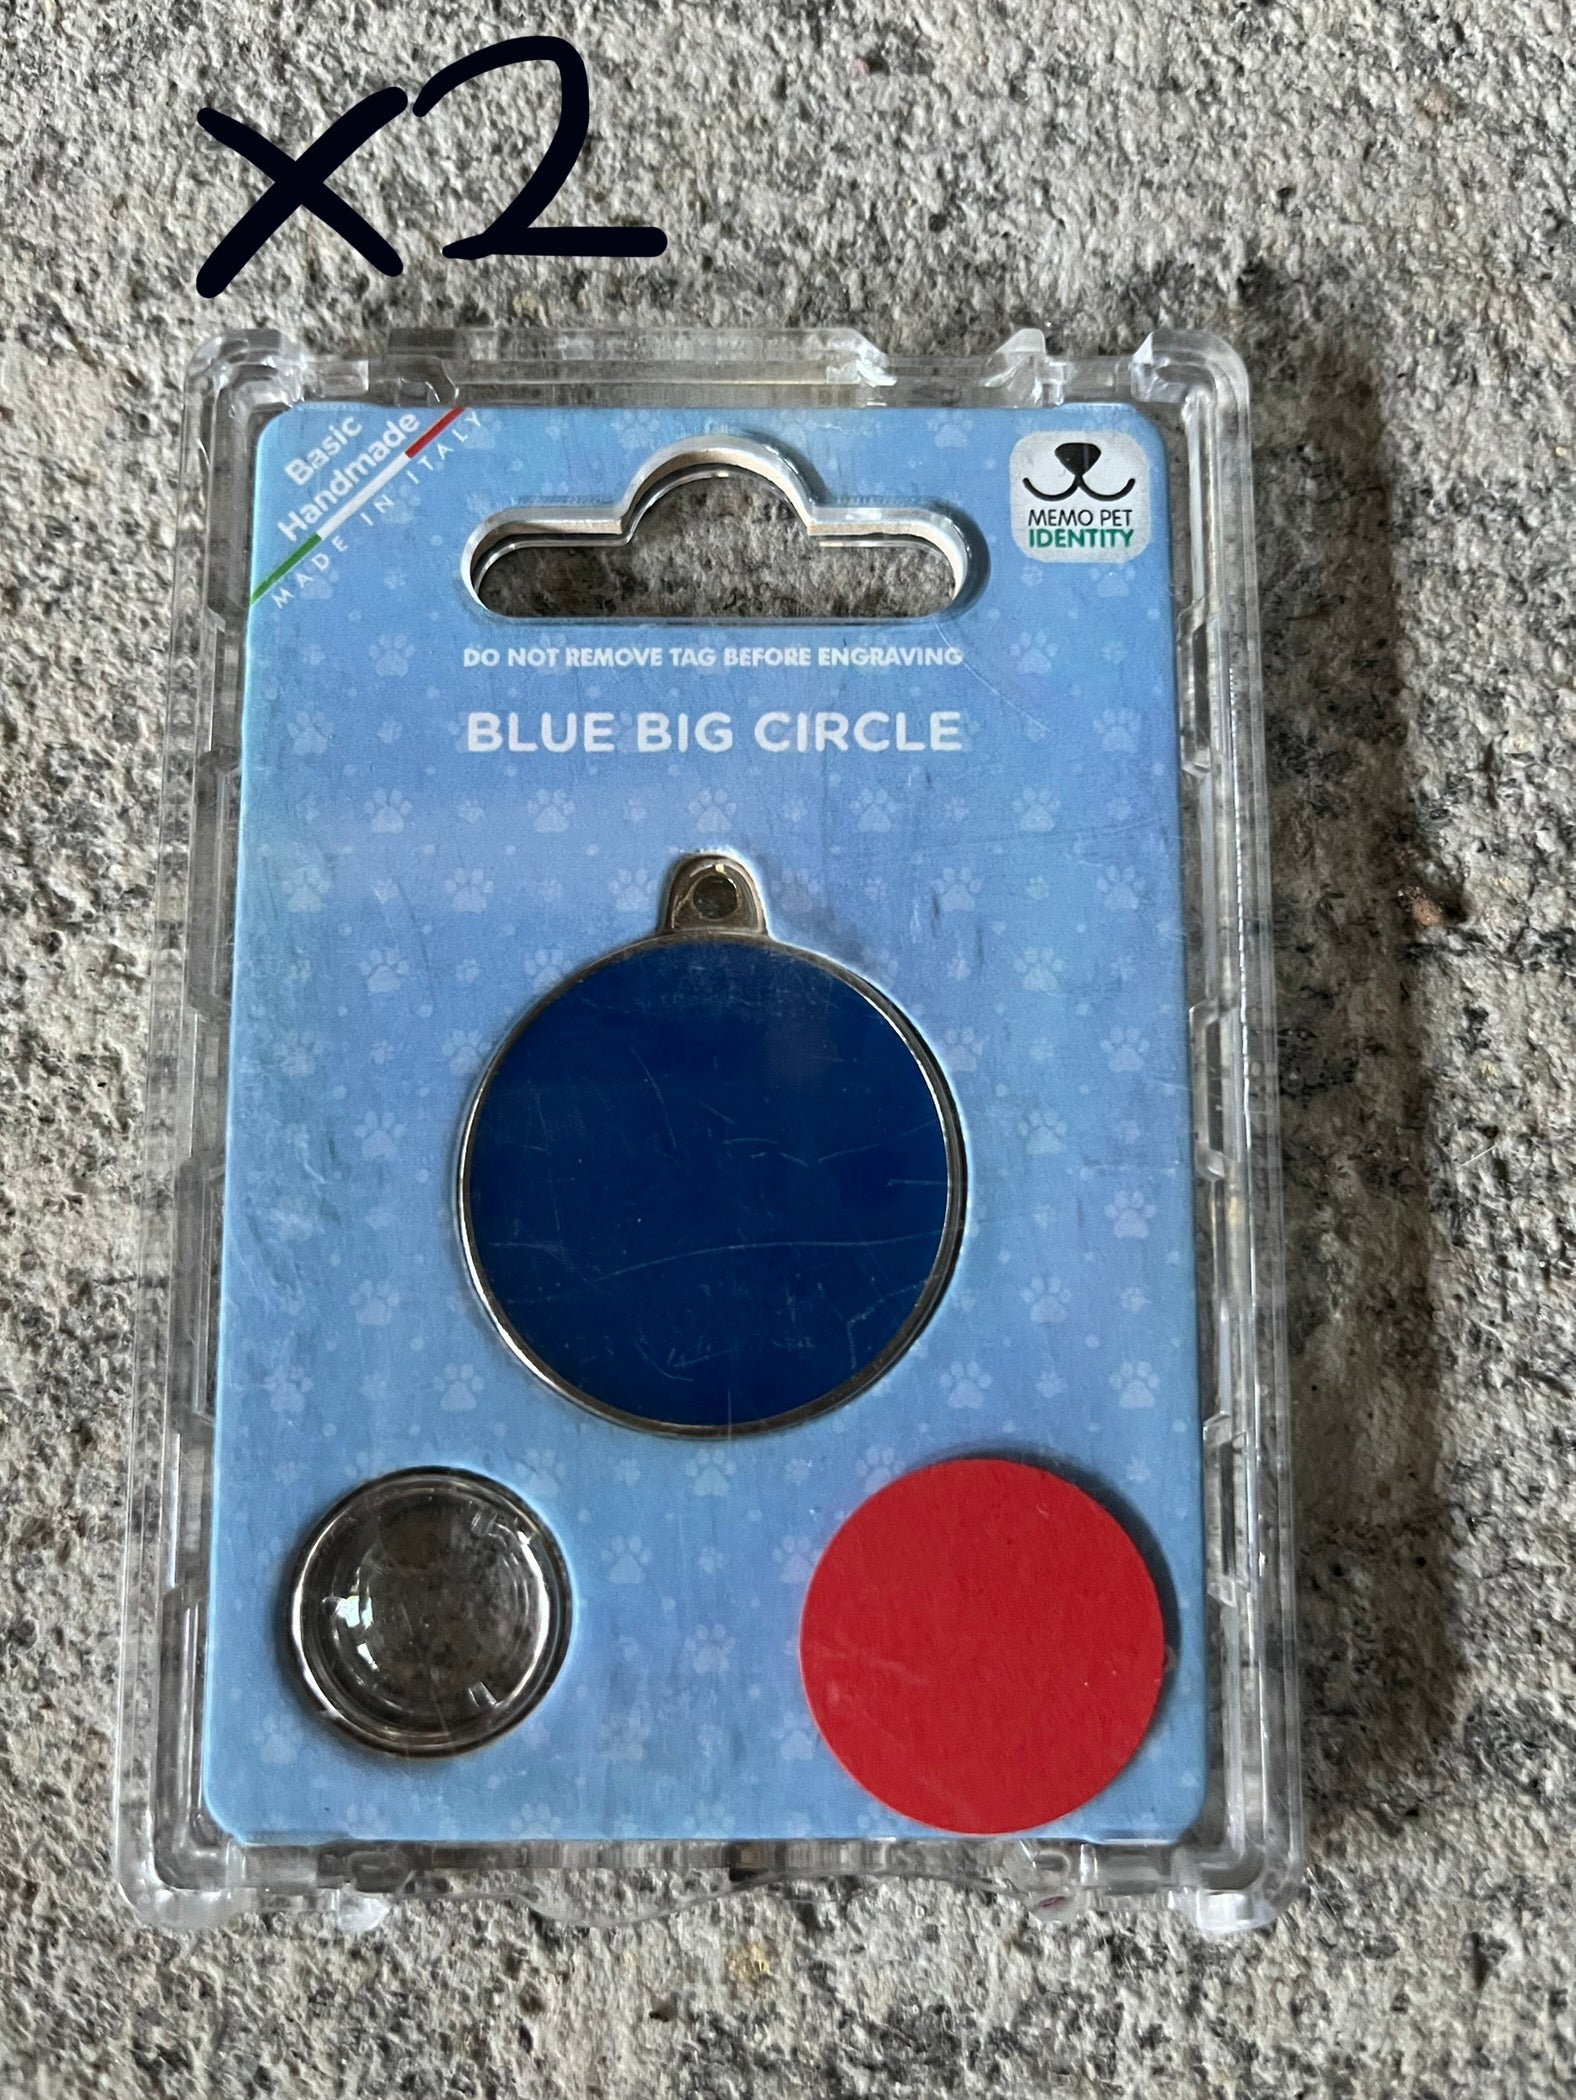 X2
Basic
Handmade
MADE IN ITALY
MEMO PET
IDENTITY
DO NOT REMOVE TAG BEFORE ENGRAVING
BLUE BIG CIRCLE